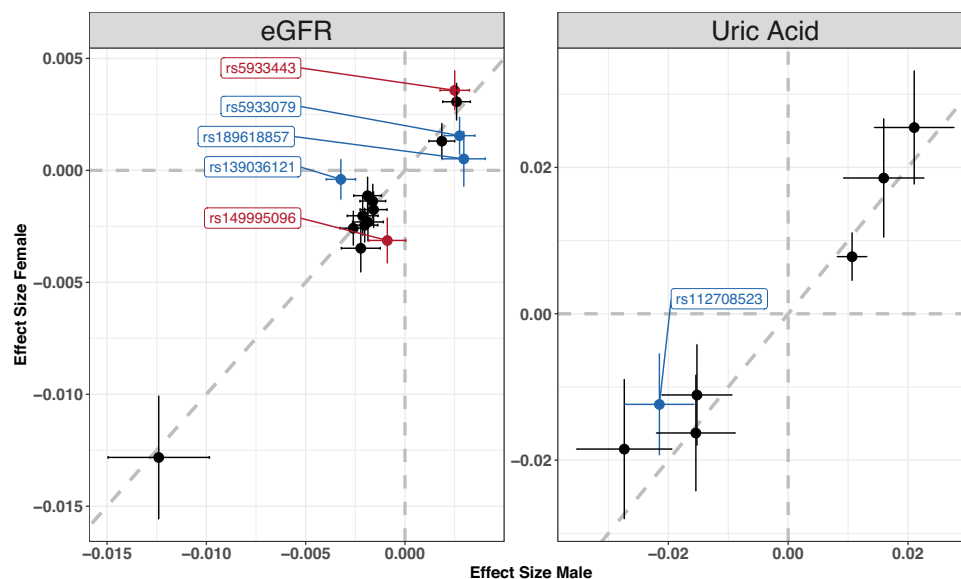 eGFR
Uric Acid
Effect Size Female
0.005
0.000
−0.005
−0.010
−0.015
rs5933443
rs5933079
rs189618857
rs139036121
rs149995096
−0.015
−0.010
−0.005
0.000
0.02
0.00
−0.02
rs112708523
−0.02
0.00
0.02
Effect Size Male